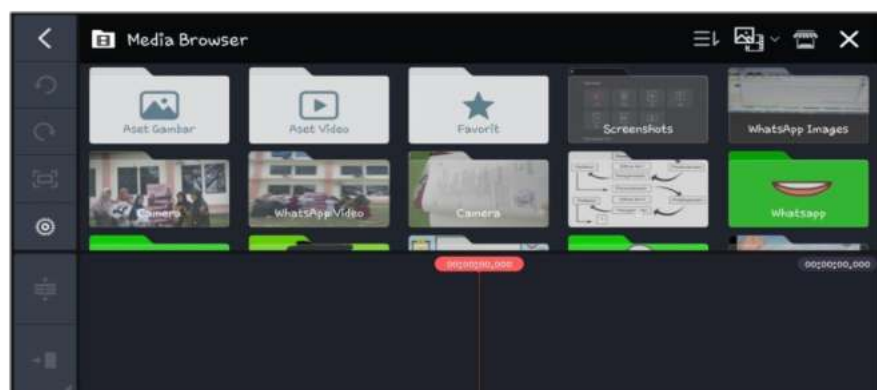 Media Browser
Aset Gambar
Aset Video
Favorit
Screenshots
WhatsApp Images
Camera
WhatsApp Video
Camera
Whatsapp
00:00:00,000
00:00:00,000